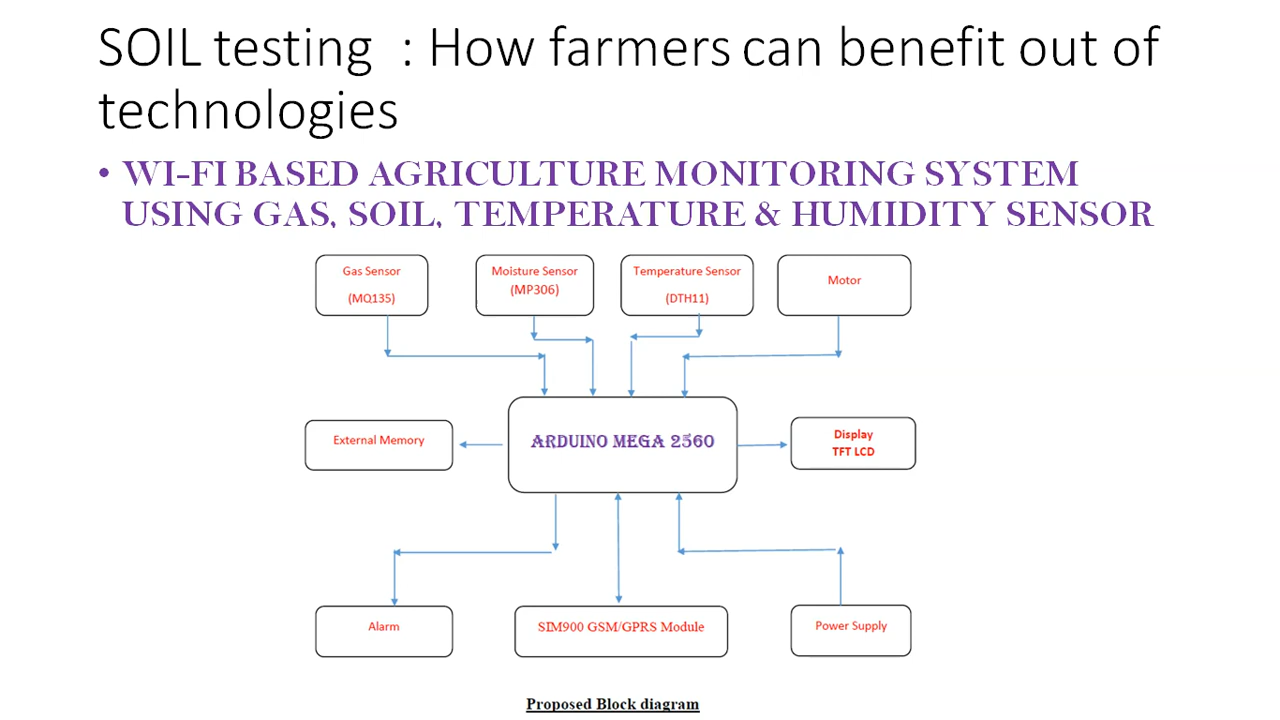 SOIL testing : How farmers can benefit out of
technologies
• WI-FI BASED AGRICULTURE MONITORING SYSTEM
USING GAS, SOIL, TEMPERATURE & HUMIDITY SENSOR
Gas Sensor
(MQ135)
Moisture Sensor
(MP306)
Temperature Sensor
(DTH11)
Motor
External Memory
ARDUINO MEGA 2560
Display
TFT LCD
Alarm
SIM900 GSM/GPRS Module
Power Supply
Proposed Block diagram